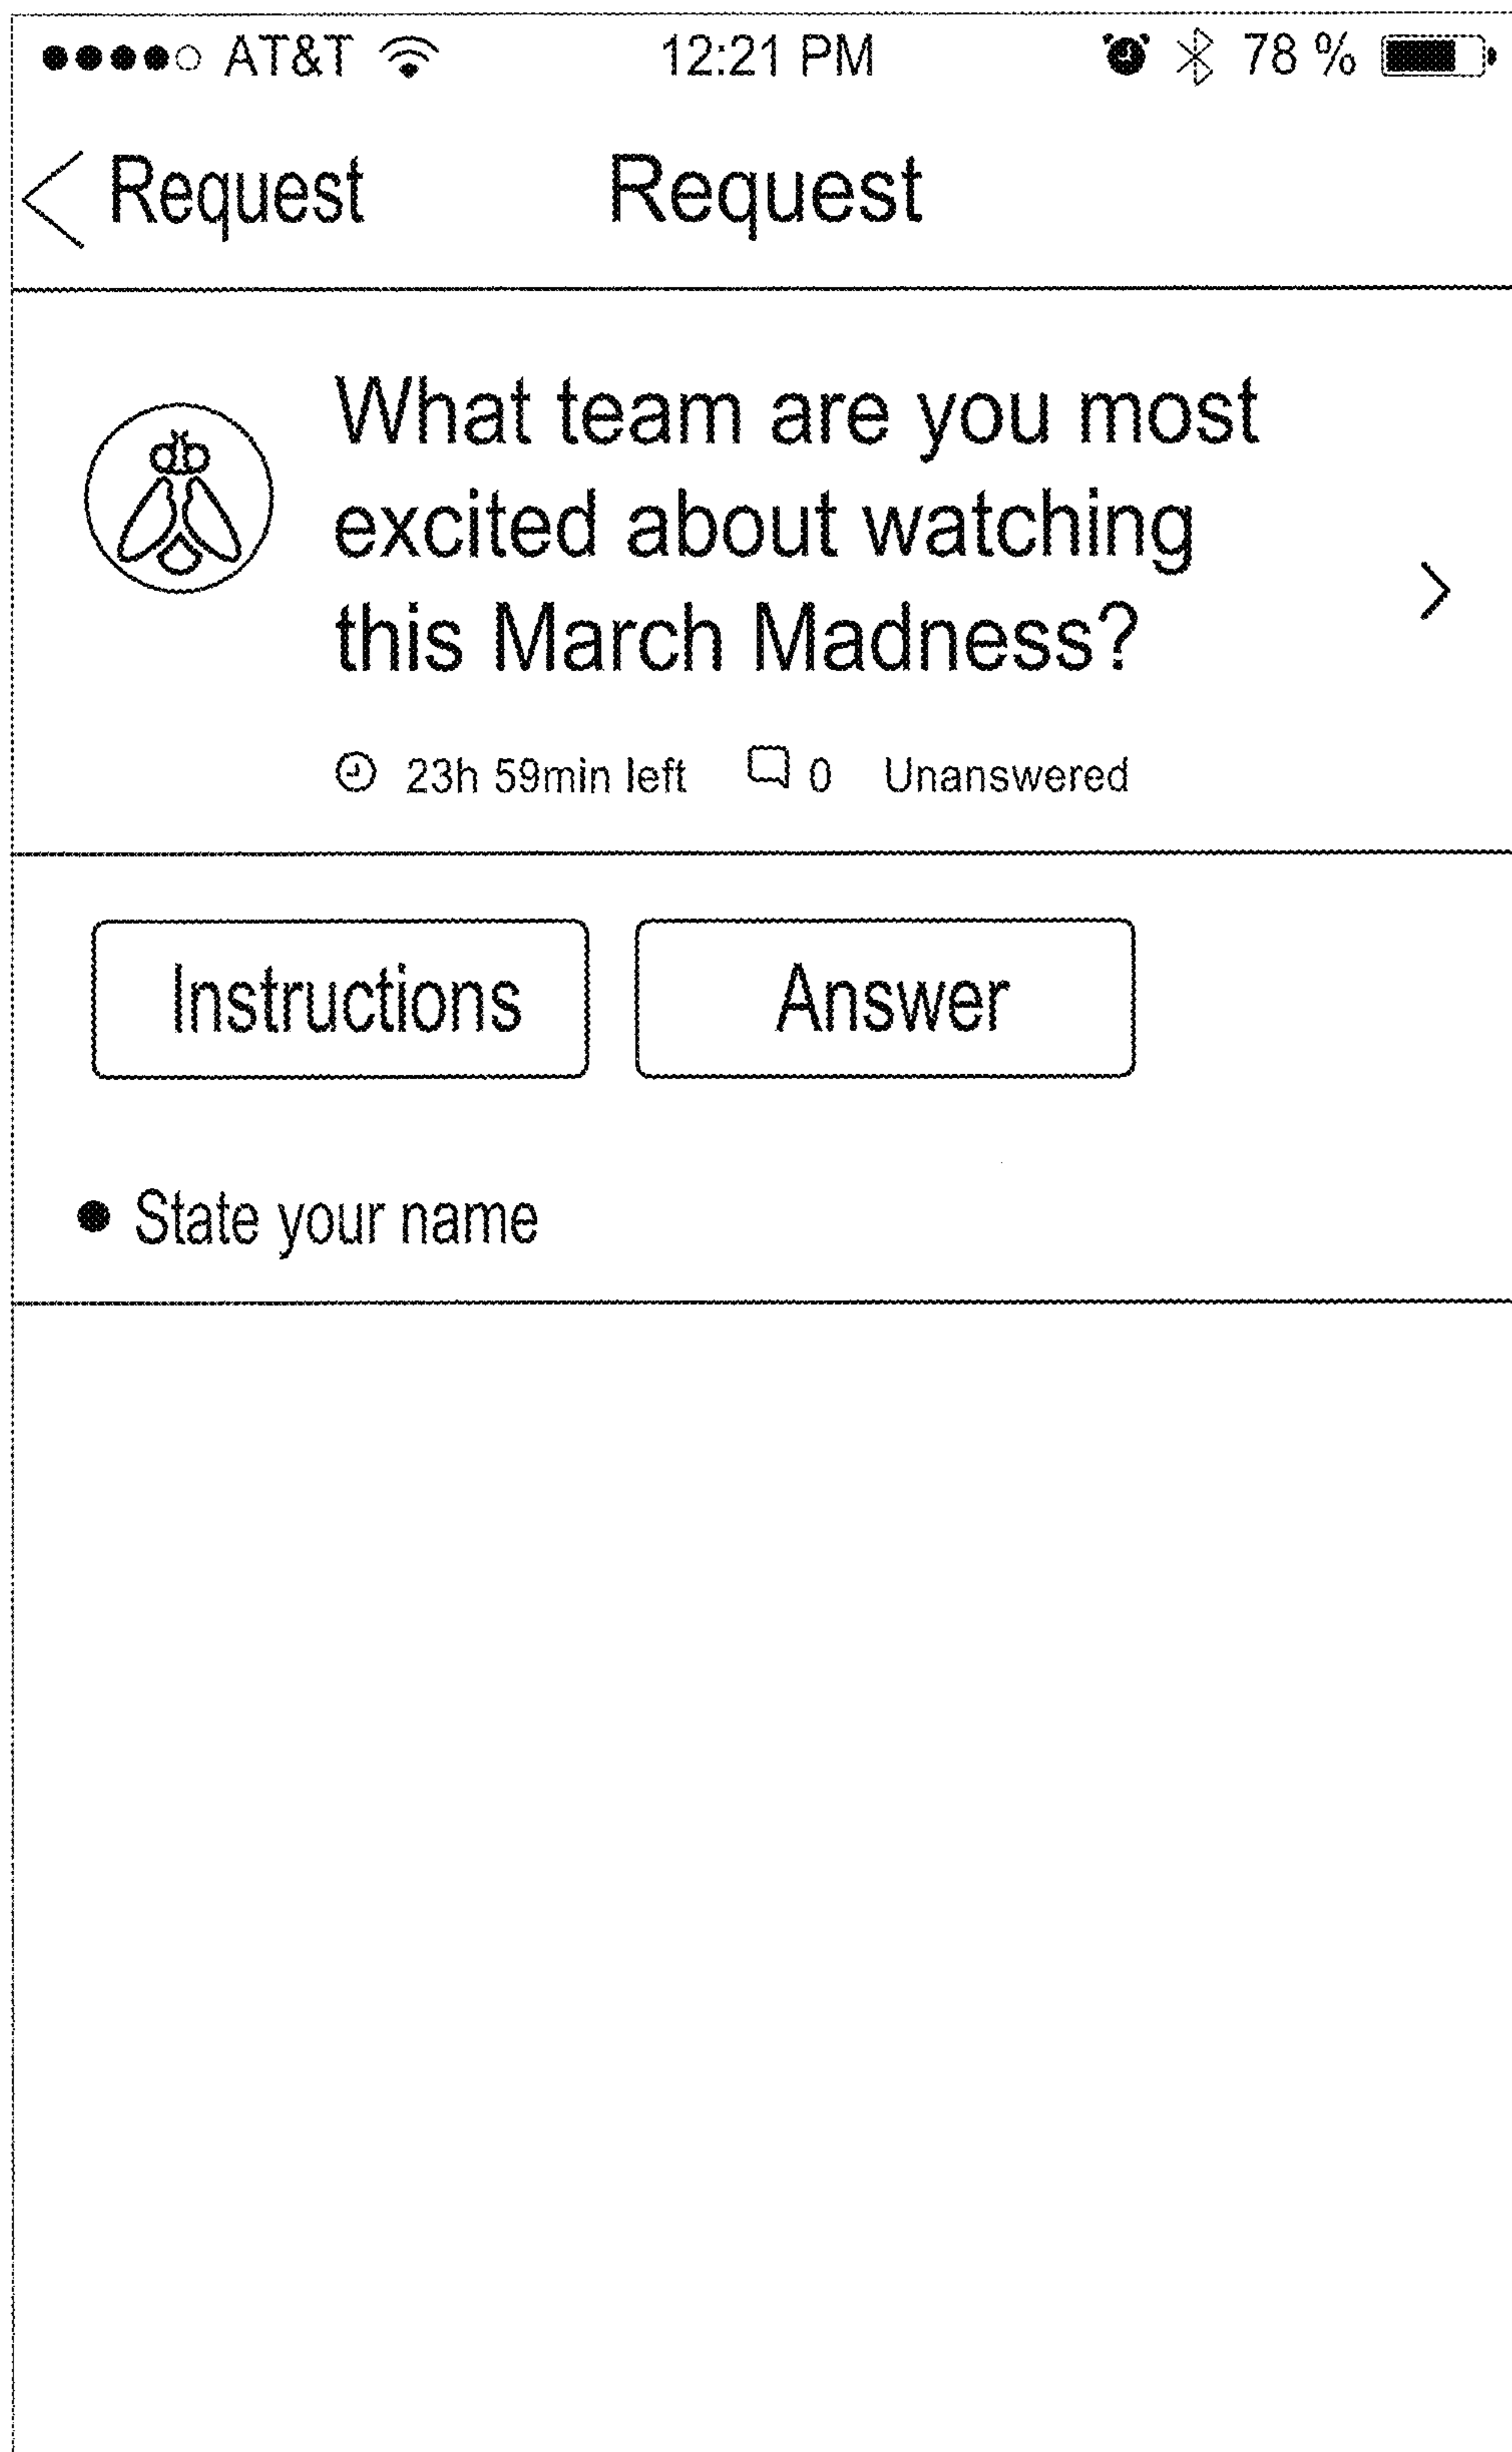 AT&T 12:21 PM 78 %
Request Request
What team are you most
excited about watching
this March Madness?
23h 59min left 0 Unanswered
Instructions Answer
• State your name